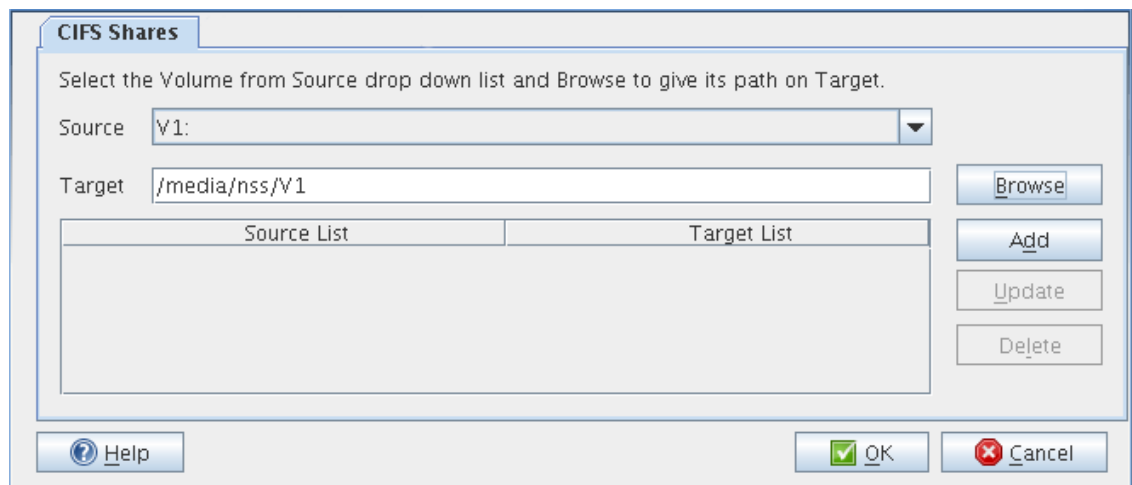 CIFS Shares
Select the Volume from Source drop down list and Browse to give its path on Target.
Source V1:
Target /media/nss/V1 Browse
Source List Target List
Add
Update
Delete
Help OK Cancel